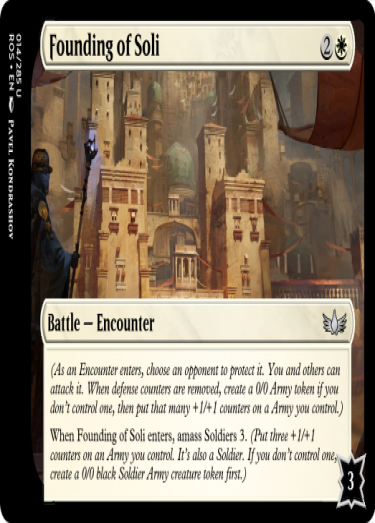 Founding of Soli
2
Battle – Encounter
(As an Encounter enters, choose an opponent to protect it. You and others can
attack it. When defense counters are removed, create a 0/0 Army token if you
don't control one, then put that many +1/+1 counters on a Army you control.)
When Founding of Soli enters, amass Soldiers 3. (Put three +1/+1
counters on an Army you control. It's also a Soldier. If you don't control one,
create a 0/0 black Soldier Army creature token first.)
3
014/285 U
ROS • EN PAVEL KONDRASHOV